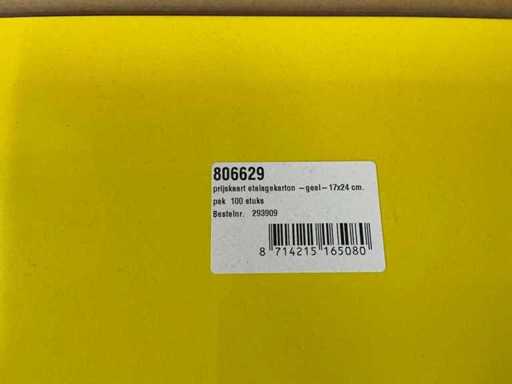 806629
prijskaart etalagekarton – geel – 17x24 cm.
pak 100 stuks
Bestelnr. 293909
8 714215 165080